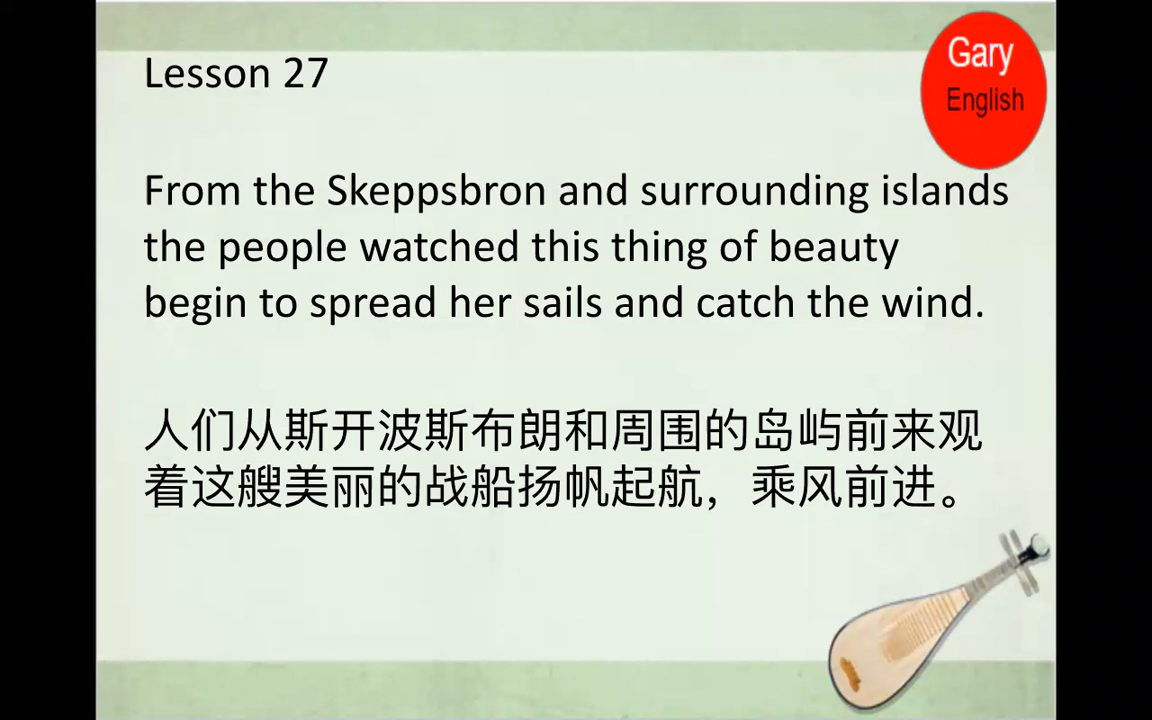 Lesson 27
Gary
English
From the Skeppsbron and surrounding islands
the people watched this thing of beauty
begin to spread her sails and catch the wind.
人们从斯开波斯布朗和周围的岛屿前来观
着这艘美丽的战船扬帆起航，乘风前进。